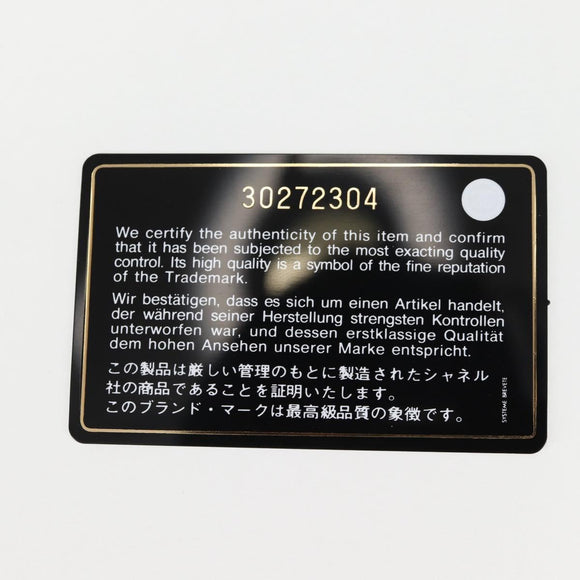 30272304
We certify the authenticity of this item and confirm
that it has been subjected to the most exacting quality
control. Its high quality is a symbol of the fine reputation
of the Trademark.
Wir bestätigen, dass es sich um einen Artikel handelt,
der während seiner Herstellung strengsten Kontrollen
unterworfen war, und dessen erstklassige Qualität
dem hohen Ansehen unserer Marke entspricht.
この製品は厳しい管理のもとに製造されたシャネル
社の商品であることを証明いたします。
このブランド・マークは最高級品質の象徴です。
SYSTEME BREVETE